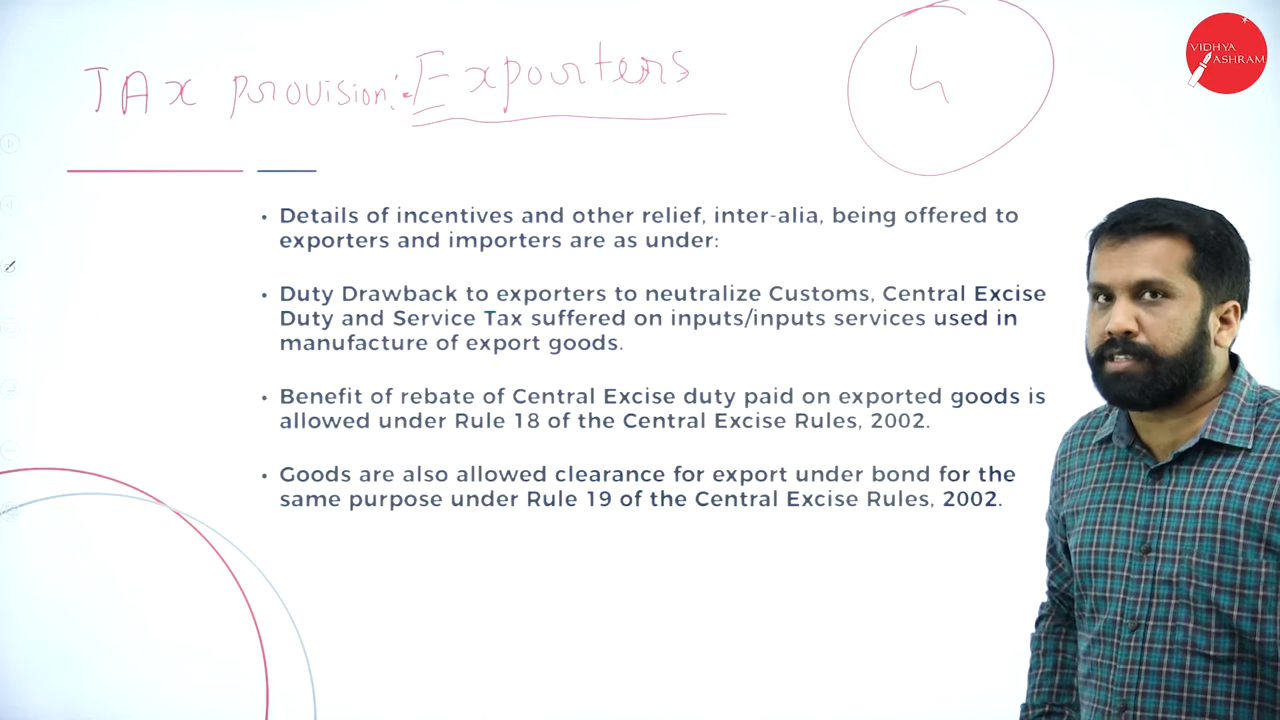 TAx provision:- Exporters
4
VIDHYA
ASHRAM
• Details of incentives and other relief, inter-alia, being offered to
exporters and importers are as under:
• Duty Drawback to exporters to neutralize Customs, Central Excise
Duty and Service Tax suffered on inputs/inputs services used in
manufacture of export goods.
• Benefit of rebate of Central Excise duty paid on exported goods is
allowed under Rule 18 of the Central Excise Rules, 2002.
• Goods are also allowed clearance for export under bond for the
same purpose under Rule 19 of the Central Excise Rules, 2002.